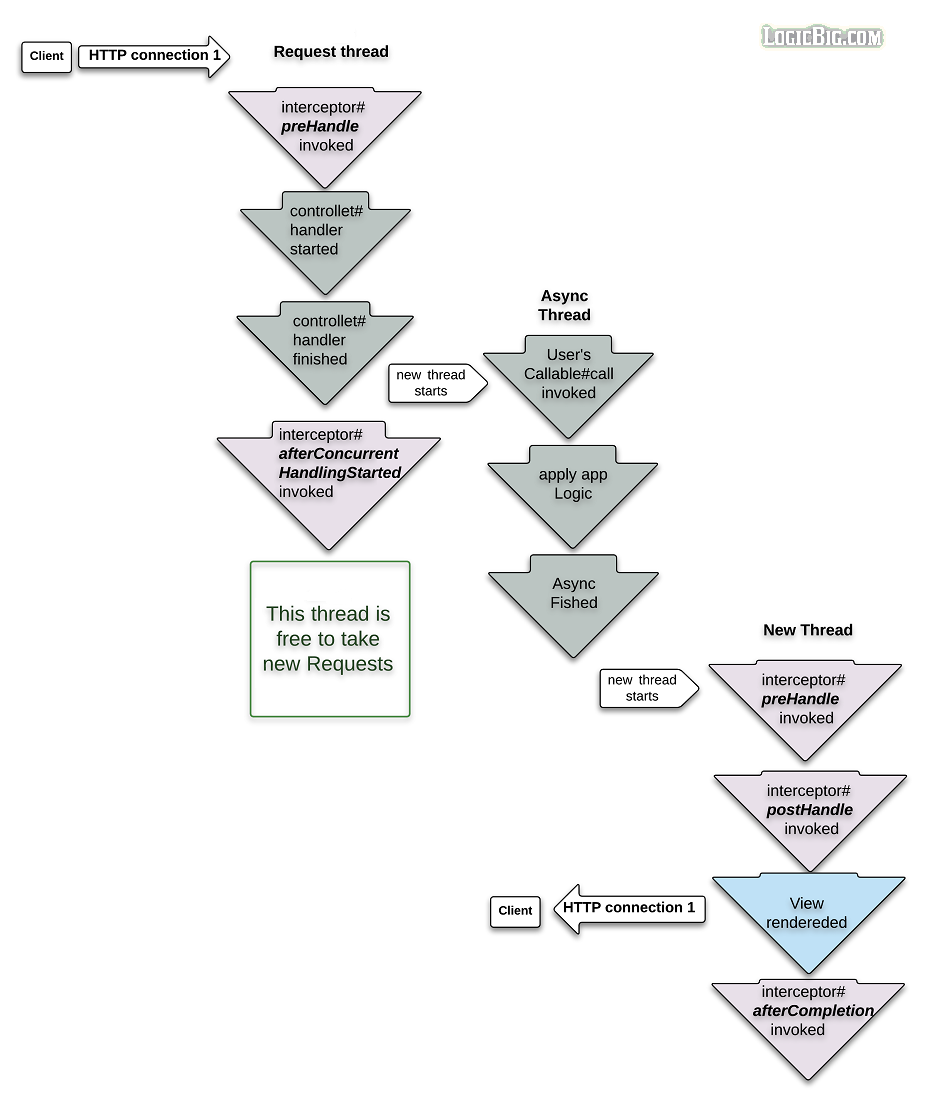 LogicBig.com
Client
HTTP connection 1
Request thread
interceptor#
preHandle
invoked
controllet#
handler
started
controllet#
handler
finished
new thread
starts
interceptor#
afterConcurrent
HandlingStarted
invoked
This thread is
free to take
new Requests
Async
Thread
User's
Callable#call
invoked
apply app
Logic
Async
Fished
new thread
starts
New Thread
interceptor#
preHandle
invoked
interceptor#
postHandle
invoked
View
rendereded
Client
HTTP connection 1
interceptor#
afterCompletion
invoked